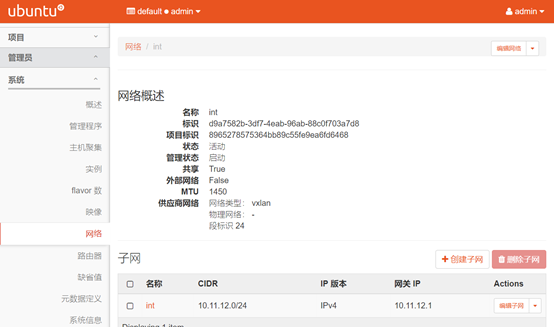 ubuntu
default • admin
admin
项目
管理员
系统
概述
管理程序
主机聚集
实例
flavor 数
映像
网络
路由器
缺省值
元数据定义
系统信息
网络 / int
编辑网络
网络概述
名称 int
标识 d9a7582b-3df7-4eab-96ab-88c0f703a7d8
项目标识 8965278575364bb89c55fe9ea6fd6468
状态 活动
管理状态 启动
共享 True
外部网络 False
MTU 1450
供应商网络 网络类型： vxlan
物理网络： -
段标识 24
子网
创建子网 删除子网
名称 CIDR IP 版本 网关 IP Actions
int 10.11.12.0/24 IPv4 10.11.12.1 编辑子网
Displaying 1 item